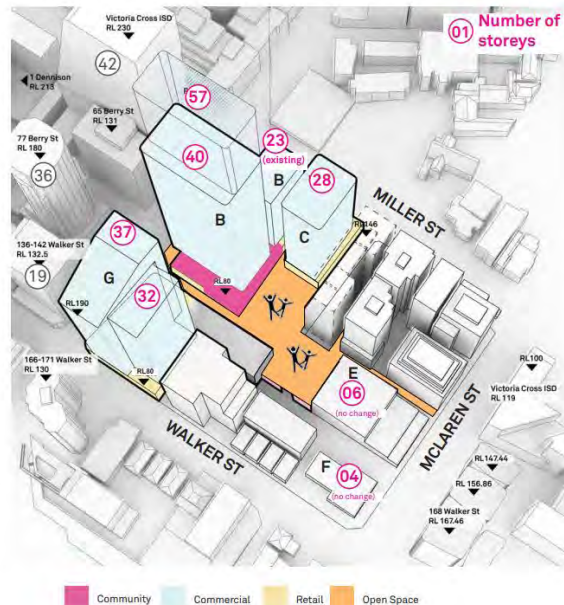 01 Number of
storeys
Victoria Cross ISD
RL 230
42
1 Dennison
RL 213
65 Berry St
RL 131
57
77 Berry St
RL 180
36
40
23
(existing)
28
B
B
C
MILLER ST
RL146
136-142 Walker St
RL 132.5
19
37
G
32
RL190
RL80
RL80
166-171 Walker St
RL 130
WALKER ST
E
06
(no change)
F
04
(no change)
MCLAREN ST
RL100
Victoria Cross ISD
RL 119
RL147.44
RL 156.86
168 Walker St
RL 167.46
Community Commercial Retail Open Space